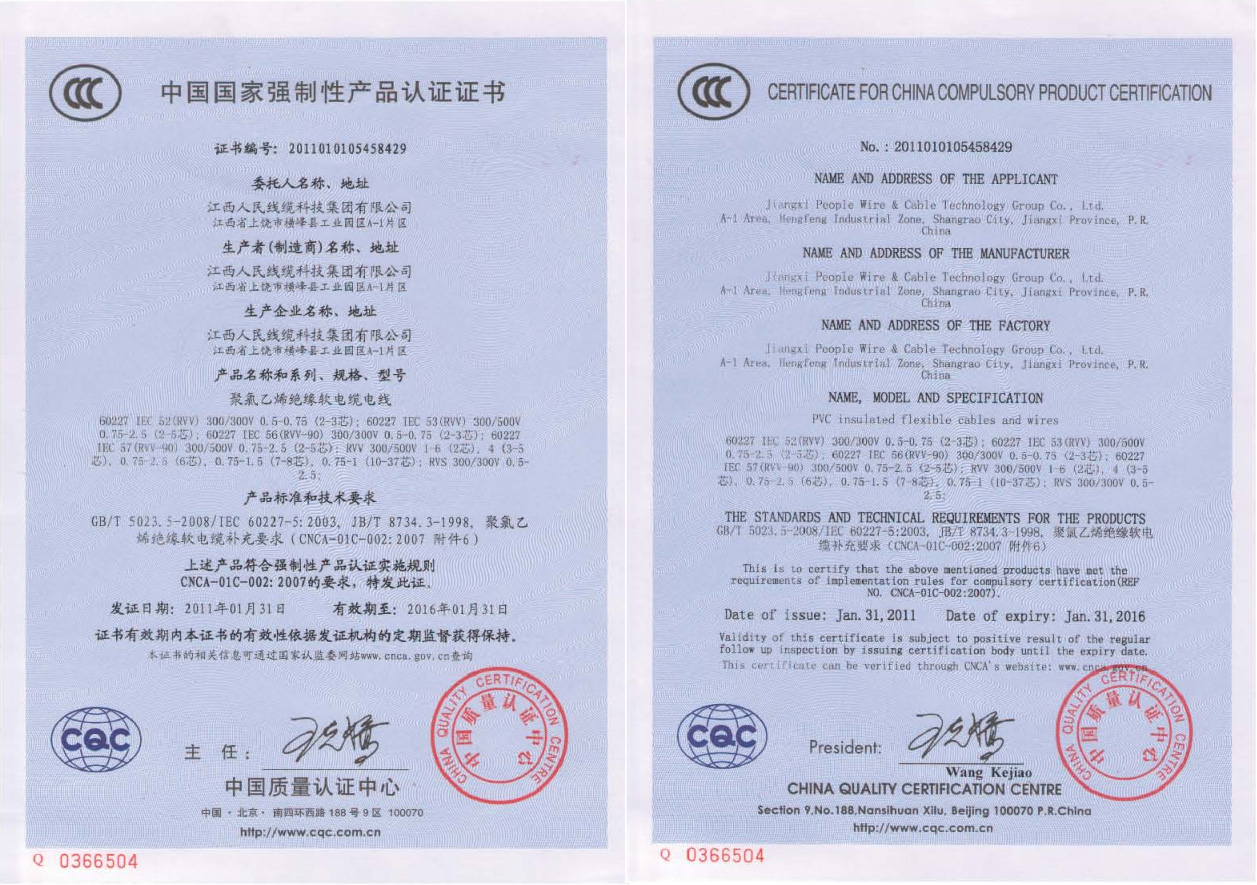 中国国家强制性产品认证证书
证书编号: 2011010105458429
委托人名称、地址
江西人民线缆科技集团有限公司
江西省上饶市横峰县工业园区A-1片区
生产者(制造商)名称、地址
江西人民线缆科技集团有限公司
江西省上饶市横峰县工业园区A-1片区
生产企业名称、地址
江西人民线缆科技集团有限公司
江西省上饶市横峰县工业园区A-1片区
产品名称和系列、规格、型号
聚氯乙烯绝缘软电缆电线
60227 IEC 52(RVV) 300/300V 0.5-0.75 (2-3芯); 60227 IEC 53(RVV) 300/500V
0.75-2.5 (2-5芯); 60227 IEC 56(RVV-90) 300/300V 0.5-0.75 (2-3芯); 60227
IEC 57(RVV-90) 300/500V 0.75-2.5 (2-5芯); RVV 300/500V 1-6 (2芯), 4 (3-5
芯), 0.75-2.5 (6芯), 0.75-1.5 (7-8芯), 0.75-1 (10-37芯); RVS 300/300V 0.5-
2.5;
产品标准和技术要求
GB/T 5023.5-2008/IEC 60227-5:2003, JB/T 8734.3-1998, 聚氯乙
烯绝缘软电缆补充要求 (CNCA-01C-002:2007 附件6)
上述产品符合强制性产品认证实施规则
CNCA-01C-002:2007的要求, 特发此证。
发证日期: 2011年01月31日 有效期至: 2016年01月31日
证书有效期内本证书的有效性依据发证机构的定期监督获得保持。
本证书的相关信息可通过国家认监委网站www.cnca.gov.cn查询
CQC
主 任:
CHINA QUALITY CERTIFICATION CENTRE
中国质量认证中心
中国质量认证中心
中国·北京·南四环西路188号9区 100070
http://www.cqc.com.cn
Q 0366504
CERTIFICATE FOR CHINA COMPULSORY PRODUCT CERTIFICATION
No. : 2011010105458429
NAME AND ADDRESS OF THE APPLICANT
Jiangxi People Wire & Cable Technology Group Co., Ltd.
A-1 Area, Hengfeng Industrial Zone, Shangrao City, Jiangxi Province, P.R.
China
NAME AND ADDRESS OF THE MANUFACTURER
Jiangxi People Wire & Cable Technology Group Co., Ltd.
A-1 Area, Hengfeng Industrial Zone, Shangrao City, Jiangxi Province, P.R.
China
NAME AND ADDRESS OF THE FACTORY
Jiangxi People Wire & Cable Technology Group Co., Ltd.
A-1 Area, Hengfeng Industrial Zone, Shangrao City, Jiangxi Province, P.R.
China
NAME, MODEL AND SPECIFICATION
PVC insulated flexible cables and wires
60227 IEC 52(RVV) 300/300V 0.5-0.75 (2-3芯); 60227 IEC 53(RVV) 300/500V
0.75-2.5 (2-5芯); 60227 IEC 56(RVV-90) 300/300V 0.5-0.75 (2-3芯); 60227
IEC 57(RVV-90) 300/500V 0.75-2.5 (2-5芯); RVV 300/500V 1-6 (2芯), 4 (3-5
芯), 0.75-2.5 (6芯), 0.75-1.5 (7-8芯), 0.75-1 (10-37芯); RVS 300/300V 0.5-
2.5;
THE STANDARDS AND TECHNICAL REQUIREMENTS FOR THE PRODUCTS
GB/T 5023.5-2008/IEC 60227-5:2003, JB/T 8734.3-1998, 聚氯乙烯绝缘软电
缆补充要求 (CNCA-01C-002:2007 附件6)
This is to certify that the above mentioned products have met the
requirements of implementation rules for compulsory certification(REF
NO. CNCA-01C-002:2007).
Date of issue: Jan.31,2011 Date of expiry: Jan.31,2016
Validity of this certificate is subject to positive result of the regular
follow up inspection by issuing certification body until the expiry date.
This certificate can be verified through CNCA's website: www.cnca.gov.cn
CQC
President:
Wang Kejiao
CHINA QUALITY CERTIFICATION CENTRE
中国质量认证中心
CHINA QUALITY CERTIFICATION CENTRE
Section 9,No.188,Nansihuan Xilu, Beijing 100070 P.R.China
http://www.cqc.com.cn
Q 0366504